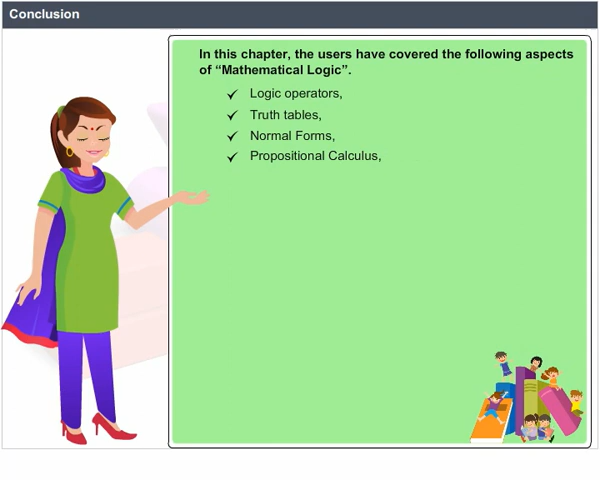 Conclusion
In this chapter, the users have covered the following aspects
of “Mathematical Logic”.
Logic operators,
Truth tables,
Normal Forms,
Propositional Calculus,